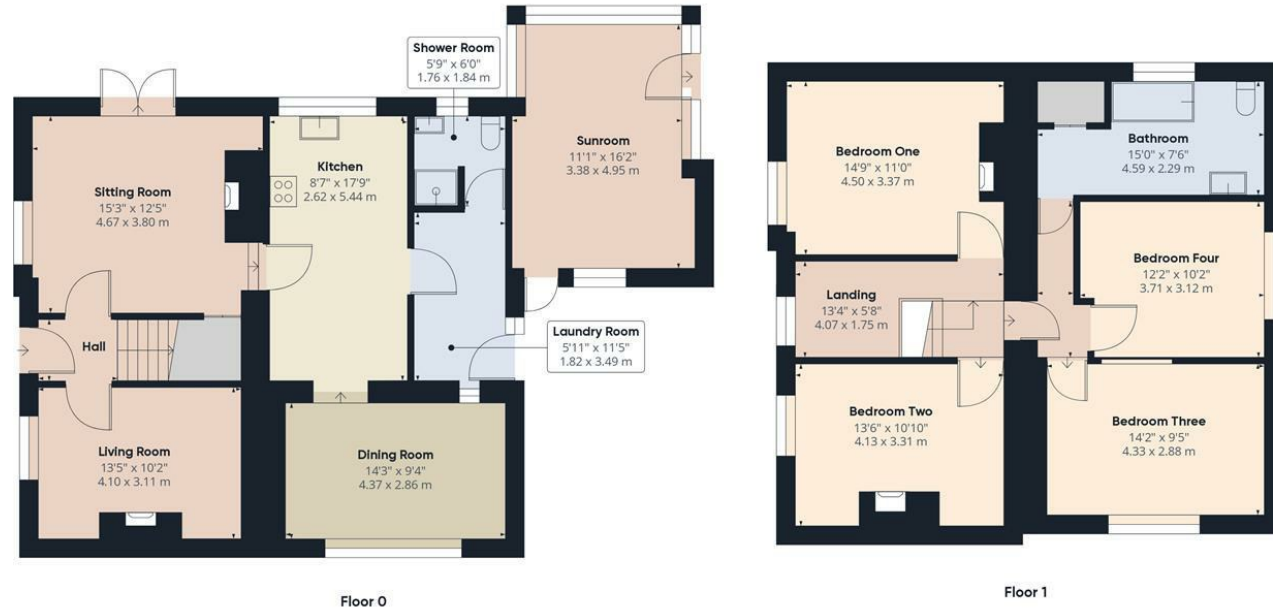 Shower Room
5'9" x 6'0"
1.76 x 1.84 m
Sunroom
11'1" x 16'2"
3.38 x 4.95 m
Kitchen
8'7" x 17'9"
2.62 x 5.44 m
Sitting Room
15'3" x 12'5"
4.67 x 3.80 m
Hall
Laundry Room
5'11" x 11'5"
1.82 x 3.49 m
Living Room
13'5" x 10'2"
4.10 x 3.11 m
Dining Room
14'3" x 9'4"
4.37 x 2.86 m
Floor 0
Bedroom One
14'9" x 11'0"
4.50 x 3.37 m
Bathroom
15'0" x 7'6"
4.59 x 2.29 m
Bedroom Four
12'2" x 10'2"
3.71 x 3.12 m
Landing
13'4" x 5'8"
4.07 x 1.75 m
Bedroom Two
13'6" x 10'10"
4.13 x 3.31 m
Bedroom Three
14'2" x 9'5"
4.33 x 2.88 m
Floor 1